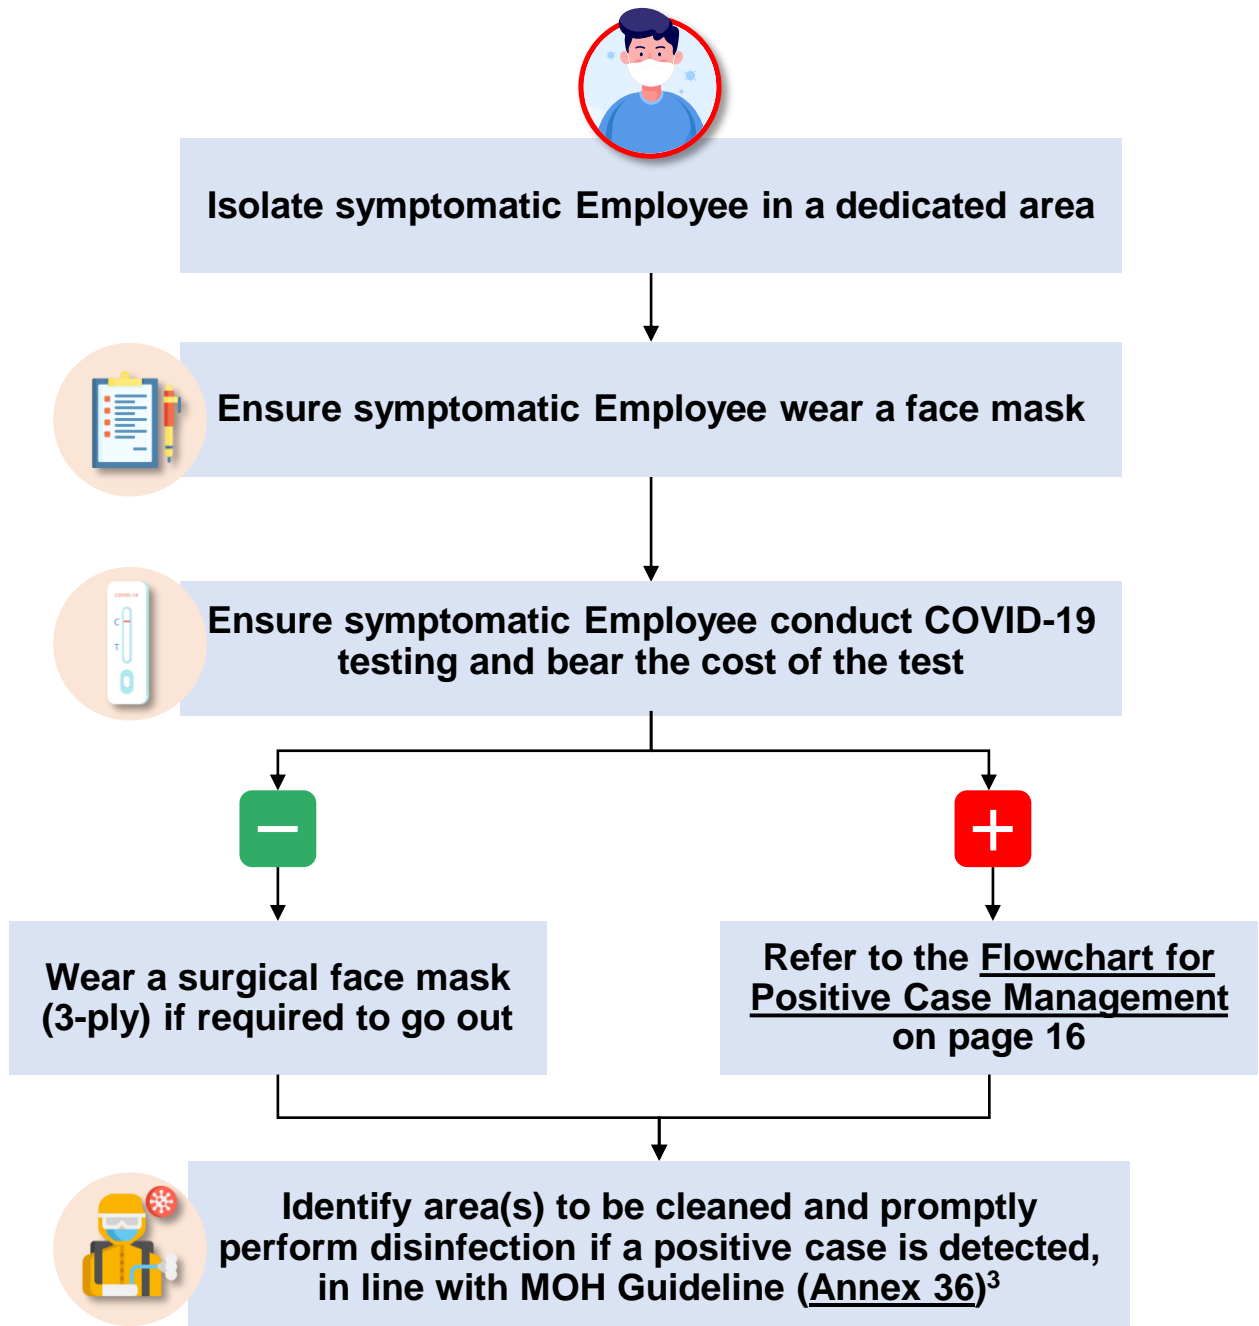 Isolate symptomatic Employee in a dedicated area
Ensure symptomatic Employee wear a face mask
COVID-19
C
T
Ensure symptomatic Employee conduct COVID-19
testing and bear the cost of the test
Wear a surgical face mask
(3-ply) if required to go out
Refer to the Flowchart for
Positive Case Management
on page 16
Identify area(s) to be cleaned and promptly
perform disinfection if a positive case is detected,
in line with MOH Guideline (Annex 36)³